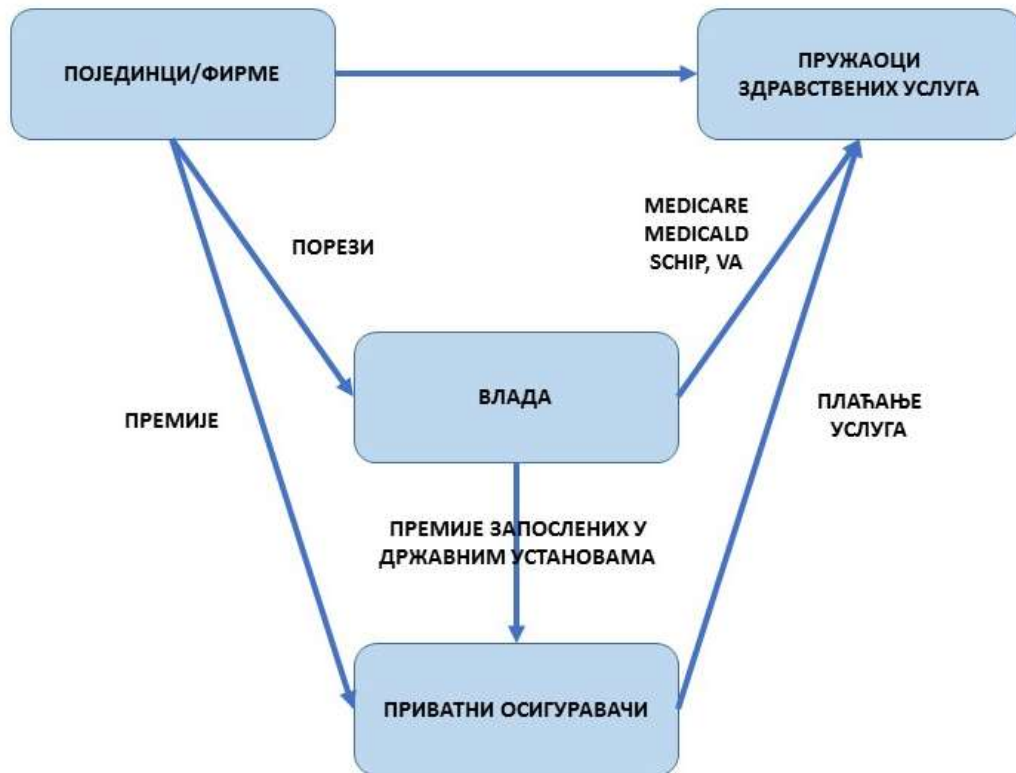 ПОЈЕДИНЦИ/ФИРМЕ
ПРУЖАОЦИ
ЗДРАВСТВЕНИХ УСЛУГА
MEDICARE
MEDICALD
SCHIP, VA
ПОРЕЗИ
ВЛАДА
ПРЕМИЈЕ
ПЛАЋАЊЕ
УСЛУГА
ПРЕМИЈЕ ЗАПОСЛЕНИХ У
ДРЖАВНИМ УСТАНОВАМА
ПРИВАТНИ ОСИГУРАВАЧИ